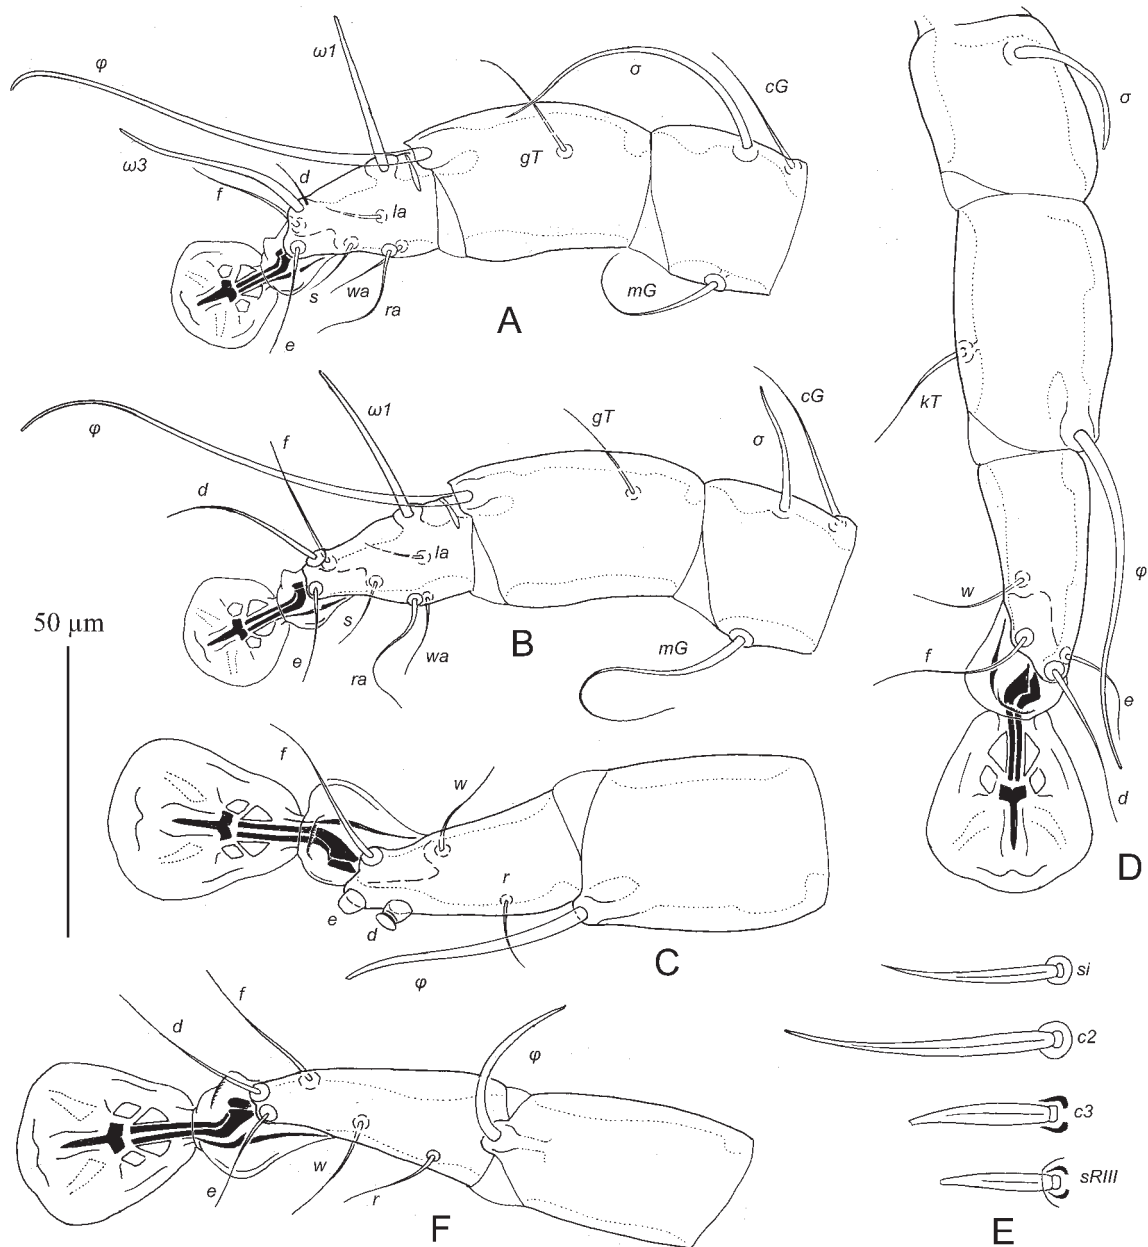 φ
ω1
σ
cG
ω3
f
d
gT
la
s
wa
ra
mG
e
A
σ
kT
w
f
φ
e
d
D
φ
f
d
ω1
gT
σ
cG
la
s
e
ra
wa
mG
B
50 µm
f
w
r
e
d
φ
C
si
c2
c3
sRIII
E
d
f
φ
e
w
r
F